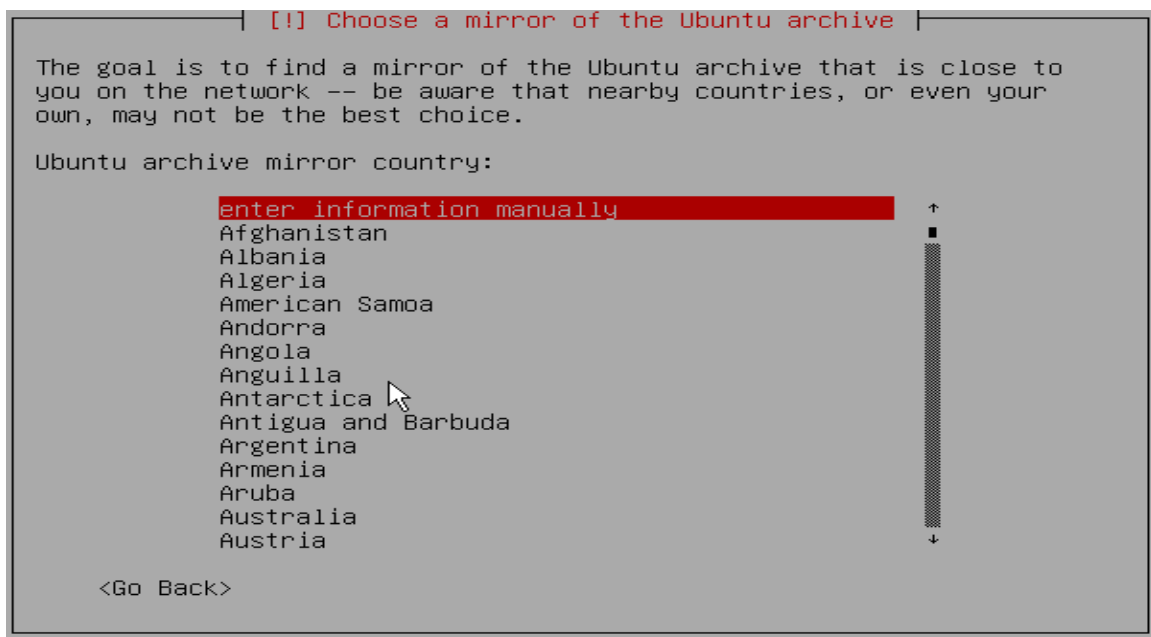 [!] Choose a mirror of the Ubuntu archive
The goal is to find a mirror of the Ubuntu archive that is close to
you on the network -- be aware that nearby countries, or even your
own, may not be the best choice.
Ubuntu archive mirror country:
enter information manually
Afghanistan
Albania
Algeria
American Samoa
Andorra
Angola
Anguilla
Antarctica
Antigua and Barbuda
Argentina
Armenia
Aruba
Australia
Austria
<Go Back>